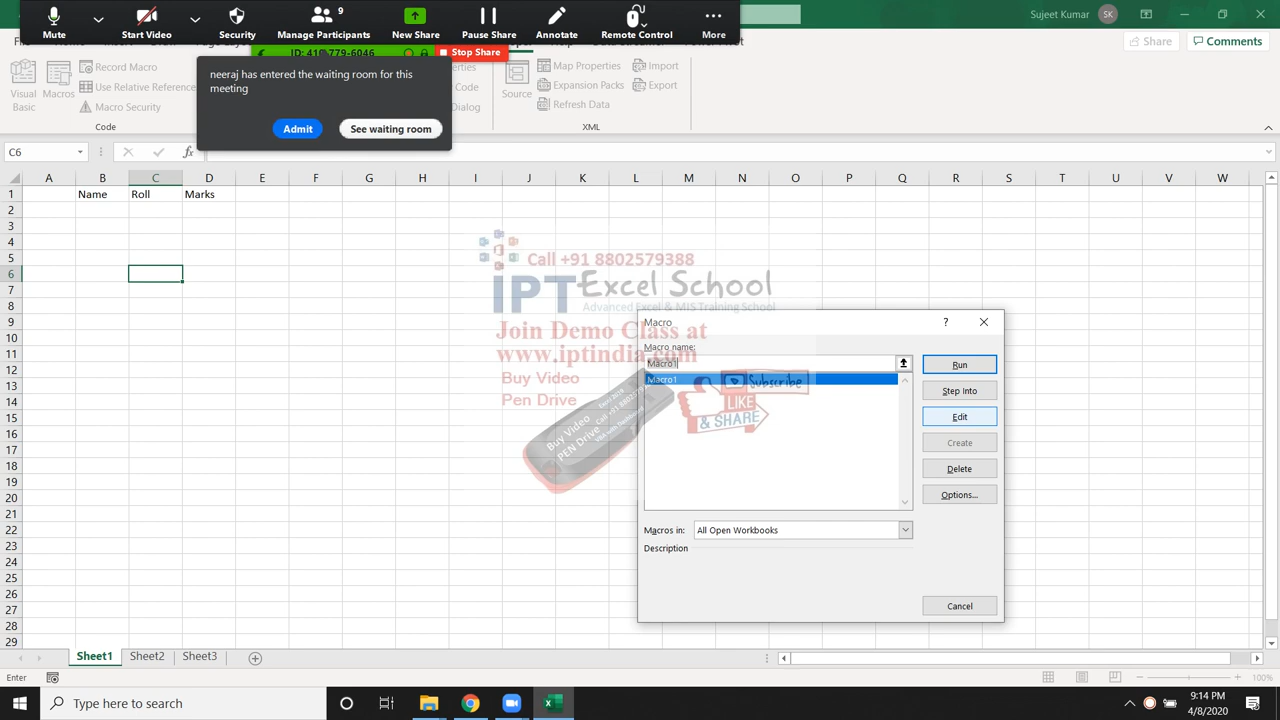 Sujeet Kumar
SK
Mute
Start Video
Security
Manage Participants
9
New Share
Pause Share
Annotate
Remote Control
More
Stop Share
Share
Comments
neeraj has entered the waiting room for this
meeting
Admit
See waiting room
Visual
Basic
Macros
Record Macro
Use Relative Reference
Macro Security
Code
Code
Dialog
Source
Map Properties
Expansion Packs
Refresh Data
Import
Export
XML
C6
fx
A B C D E F G H I J K L M N O P Q R S T U V W
1 Name Roll Marks
2
3
4
5
6
7
8
9
10
11
12
13
14
15
16
17
18
19
20
21
22
23
24
25
26
27
28
29
Call +91 8802579388
IPT Excel School
Advanced Excel & MIS Training School
Join Demo Class at
www.iptindia.com
Buy Video
Pen Drive
Buy Video
PEN Drive
Subscribe
LIKE
& SHARE
Macro
?
Macro name:
Macro1
Macro1
Run
Step Into
Edit
Create
Delete
Options...
Macros in: All Open Workbooks
Description
Cancel
Sheet1 Sheet2 Sheet3
Enter
100%
Type here to search
9:14 PM
4/8/2020